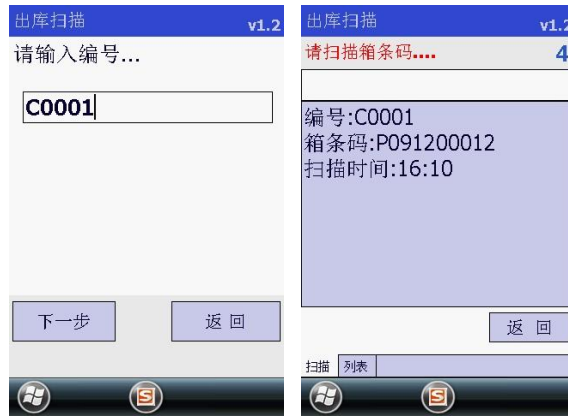 出库扫描 v1.2
请输入编号...
C0001
下一步 返 回
出库扫描 v1.2
请扫描箱条码.... 4
编号:C0001
箱条码:P091200012
扫描时间:16:10
返 回
扫描 列表
S
S